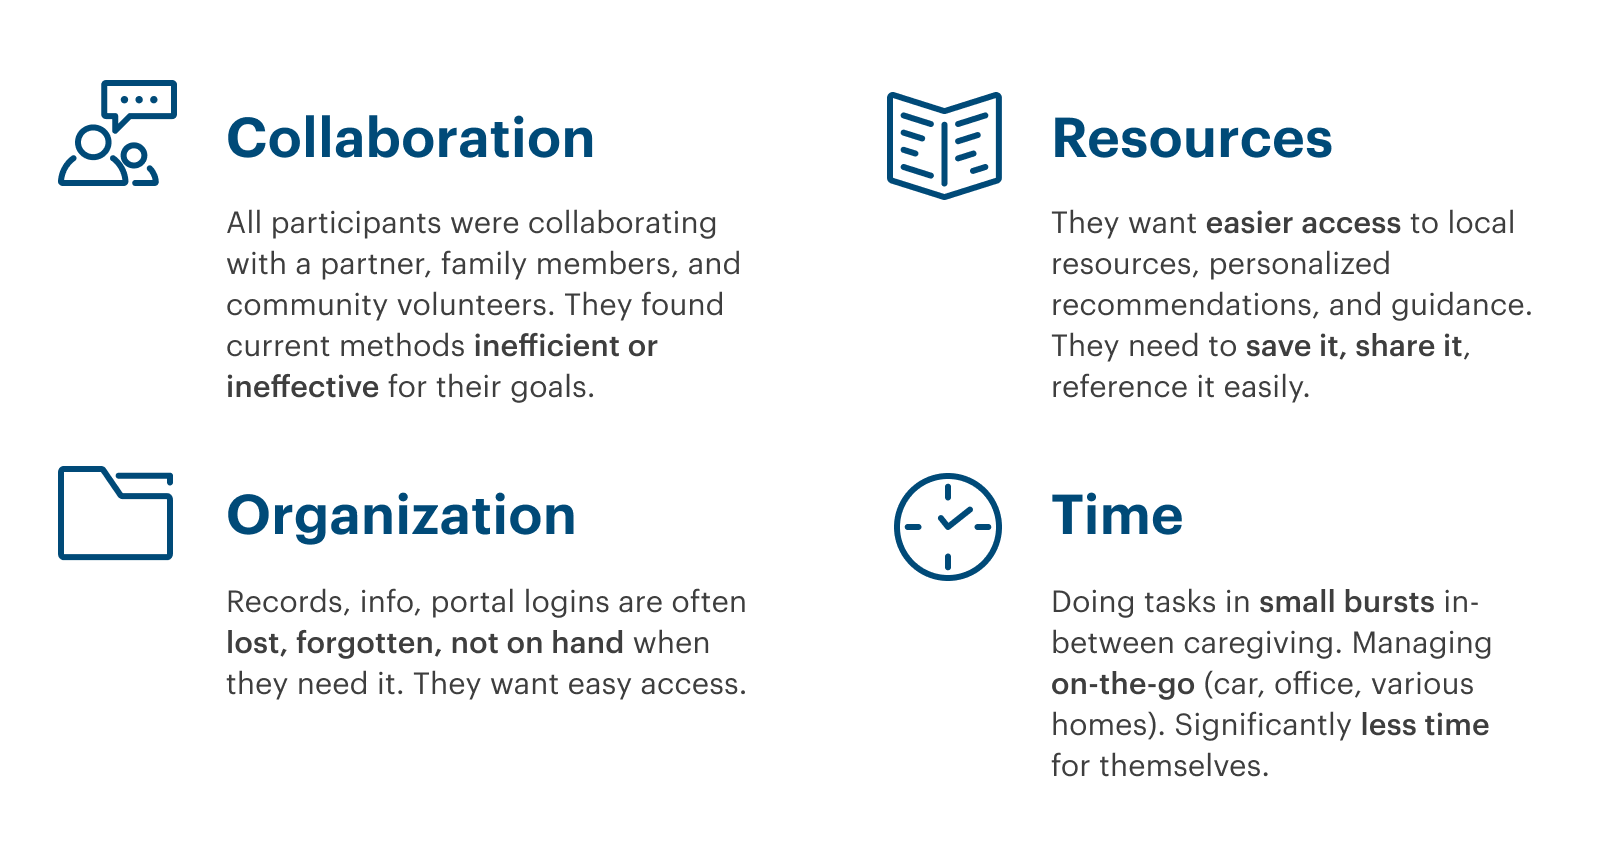 Collaboration
All participants were collaborating
with a partner, family members, and
community volunteers. They found
current methods inefficient or
ineffective for their goals.
Resources
They want easier access to local
resources, personalized
recommendations, and guidance.
They need to save it, share it,
reference it easily.
Organization
Records, info, portal logins are often
lost, forgotten, not on hand when
they need it. They want easy access.
Time
Doing tasks in small bursts in-
between caregiving. Managing
on-the-go (car, office, various
homes). Significantly less time
for themselves.